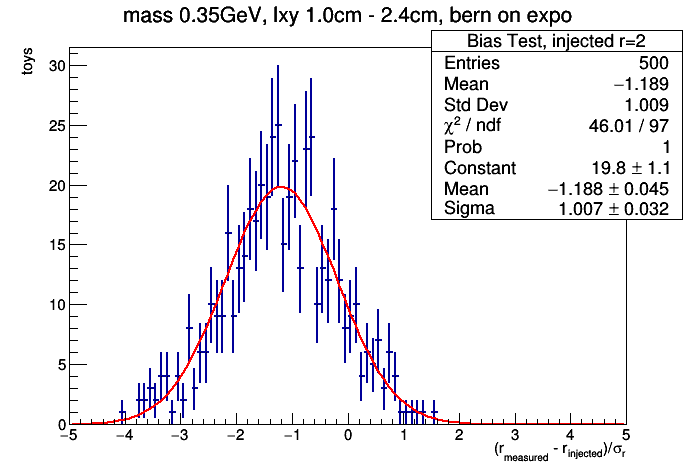 mass 0.35GeV, lxy 1.0cm - 2.4cm, bern on expo
toys
Bias Test, injected r=2
Entries 500
Mean −1.189
Std Dev 1.009
χ² / ndf 46.01 / 97
Prob 1
Constant 19.8 ± 1.1
Mean −1.188 ± 0.045
Sigma 1.007 ± 0.032
30
25
20
15
10
5
0
−5 −4 −3 −2 −1 0 1 2 3 4 5
(r_measured - r_injected)/σ_r